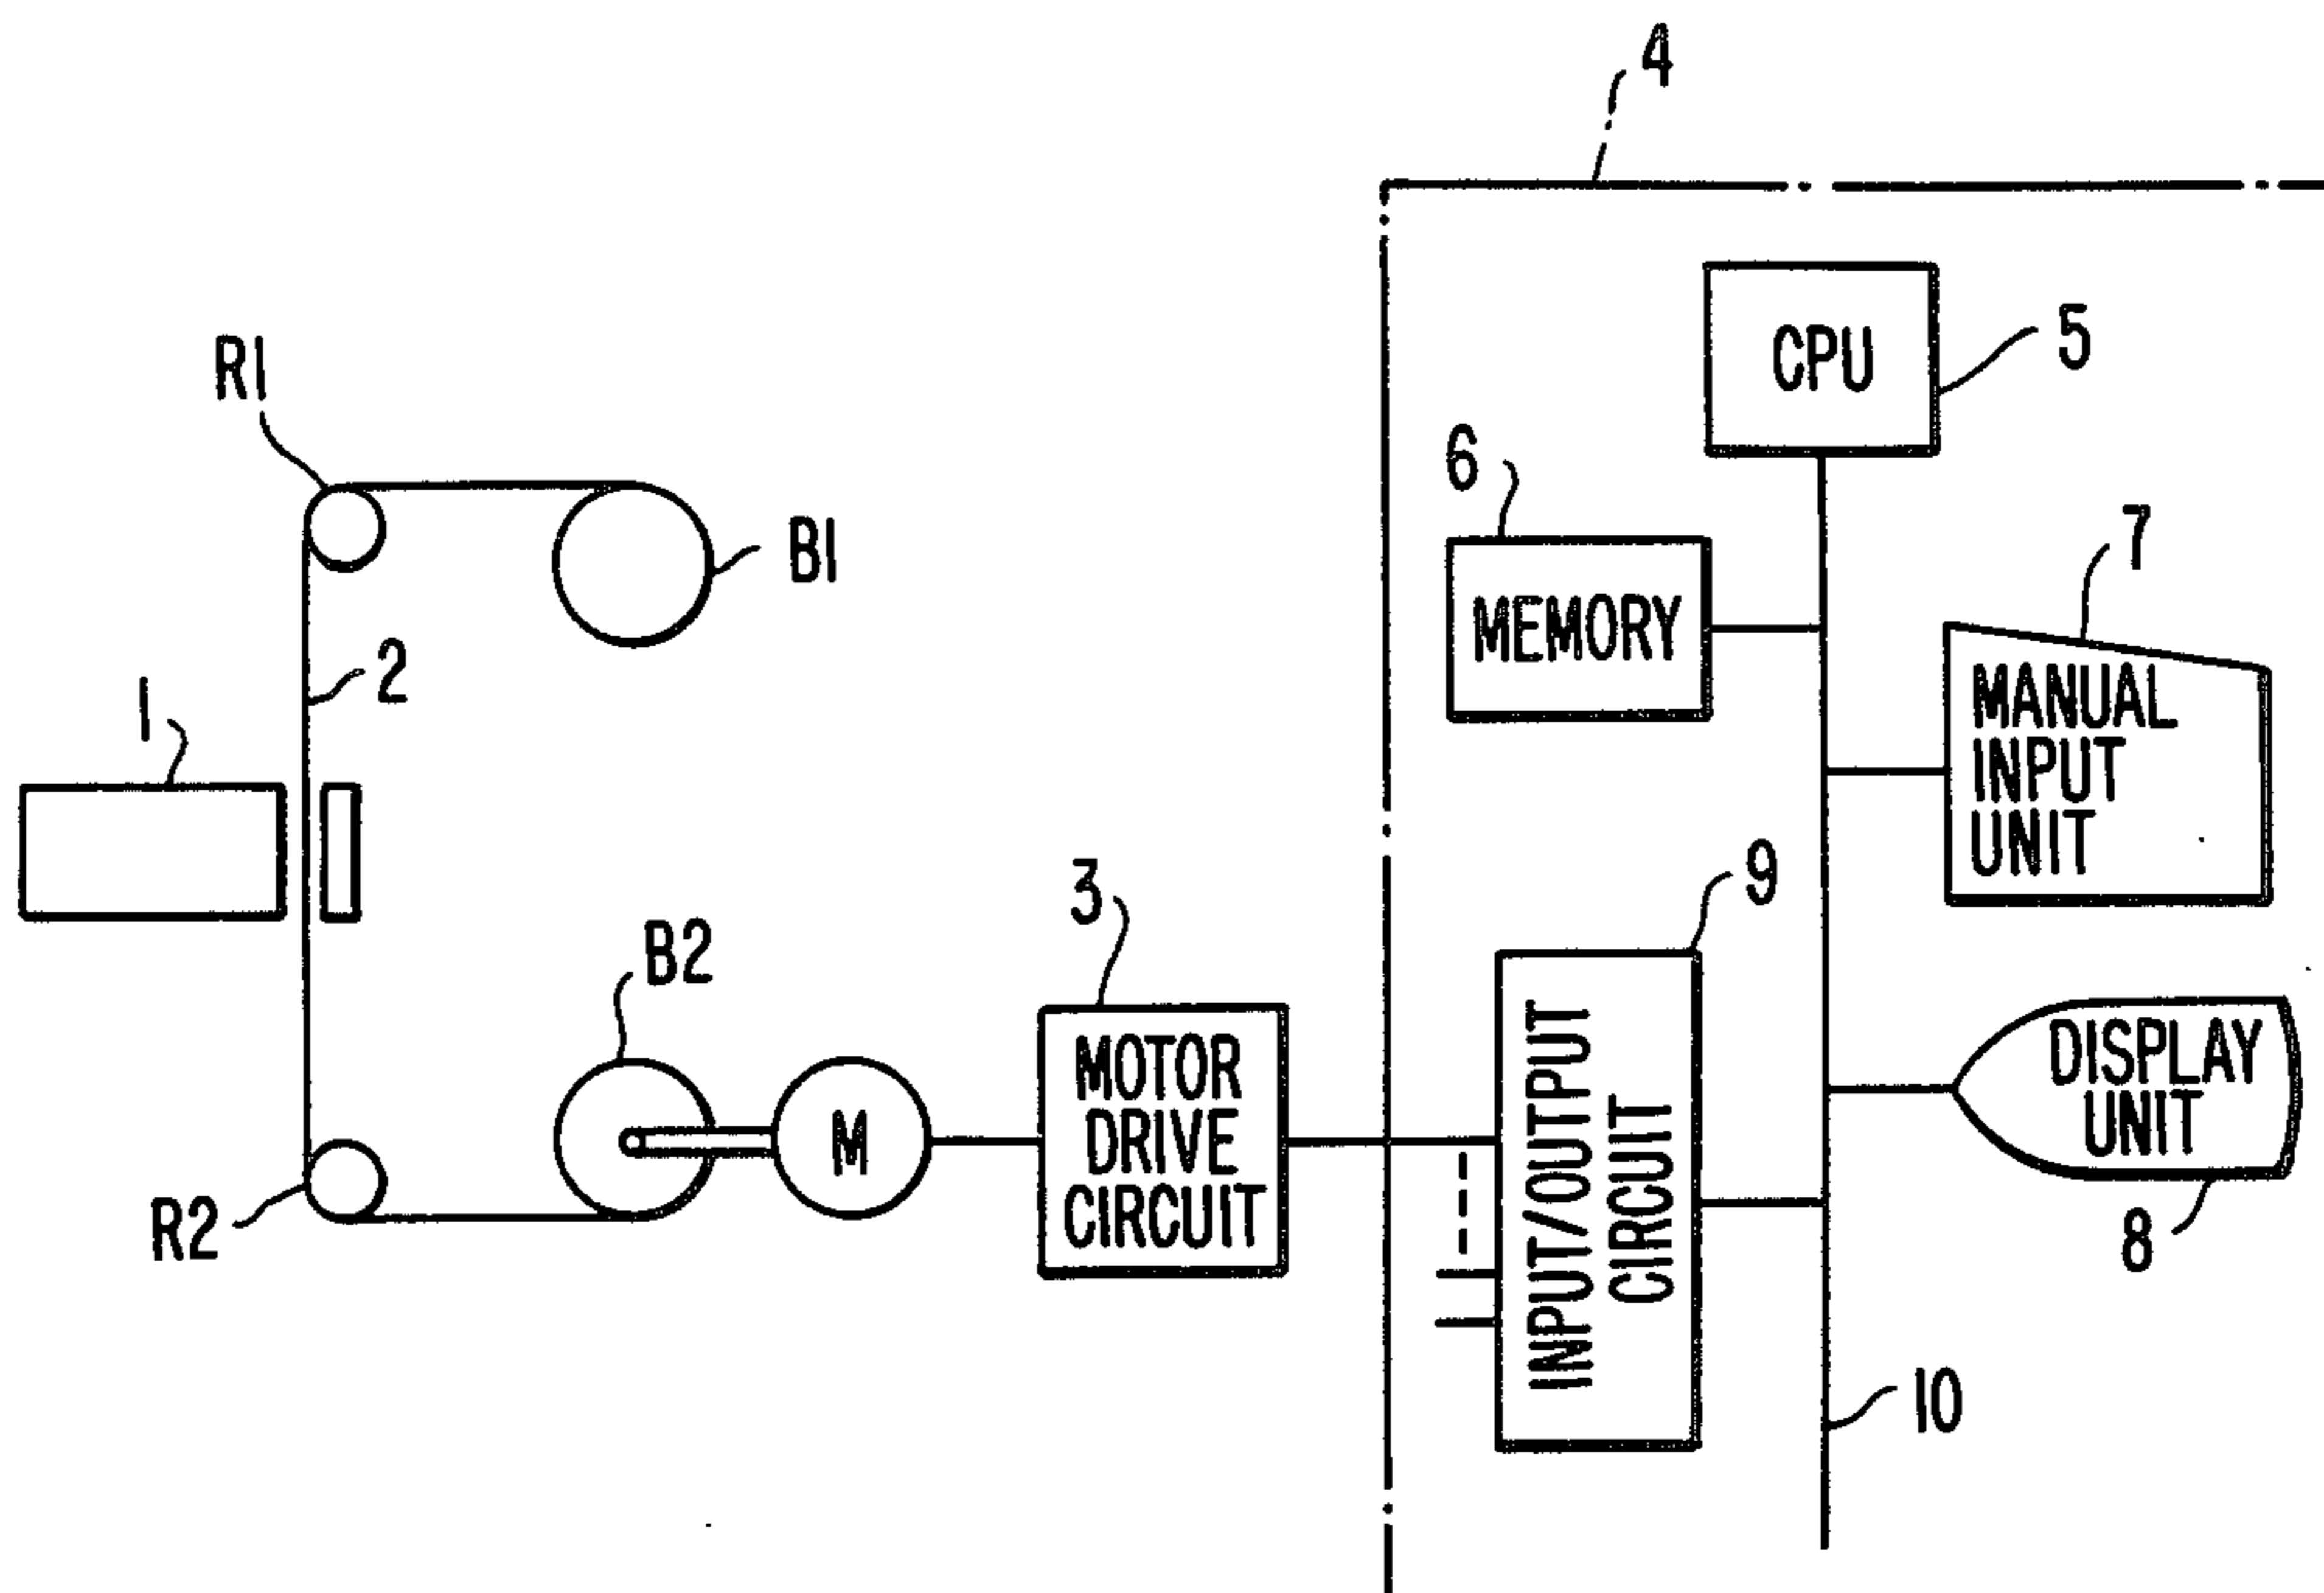 4
CPU
5
R1
6
B1
MEMORY
7
2
MANUAL
INPUT
UNIT
1
3
9
B2
MOTOR
DRIVE
CIRCUIT
M
INPUT/OUTPUT
CIRCUIT
DISPLAY
UNIT
R2
8
10